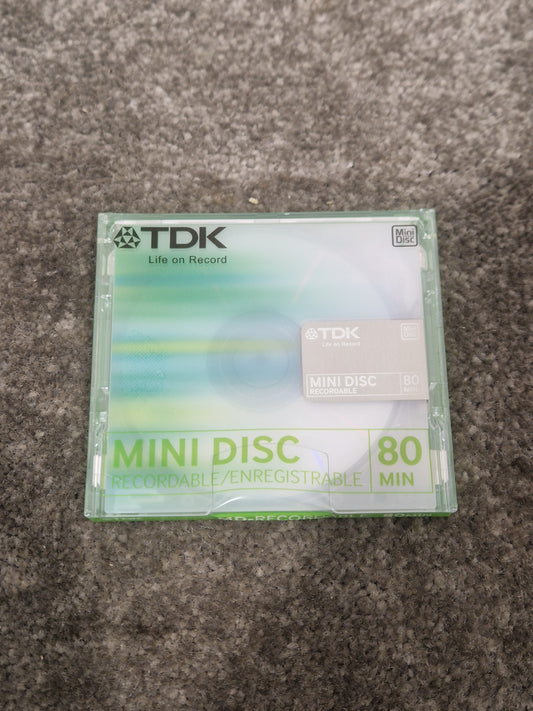 TDK
Life on Record
Mini
Disc
TDK
Life on Record
MINI DISC
RECORDABLE
80
MIN
MINI DISC
RECORDABLE/ENREGISTRABLE
80
MIN